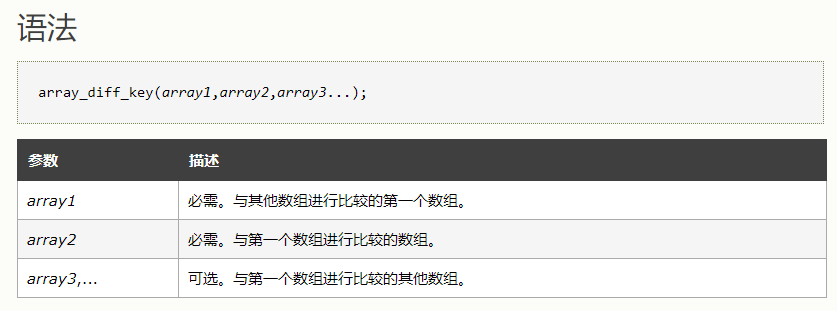 语法
array_diff_key(array1,array2,array3...);
参数 描述
array1 必需。与其他数组进行比较的第一个数组。
array2 必需。与第一个数组进行比较的数组。
array3,... 可选。与第一个数组进行比较的其他数组。